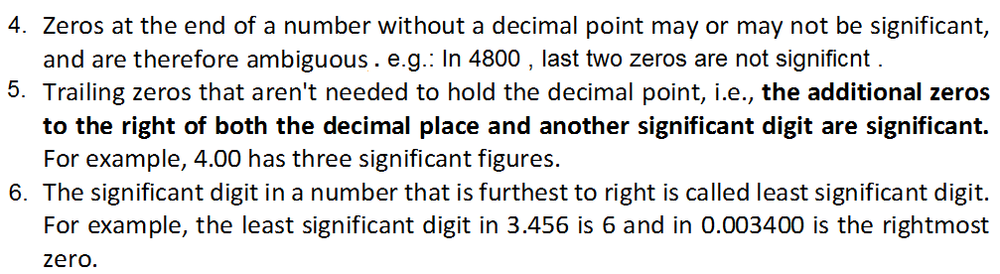 4. Zeros at the end of a number without a decimal point may or may not be significant,
and are therefore ambiguous . e.g.: In 4800 , last two zeros are not significnt .
5. Trailing zeros that aren't needed to hold the decimal point, i.e., the additional zeros
to the right of both the decimal place and another significant digit are significant.
For example, 4.00 has three significant figures.
6. The significant digit in a number that is furthest to right is called least significant digit.
For example, the least significant digit in 3.456 is 6 and in 0.003400 is the rightmost
zero.